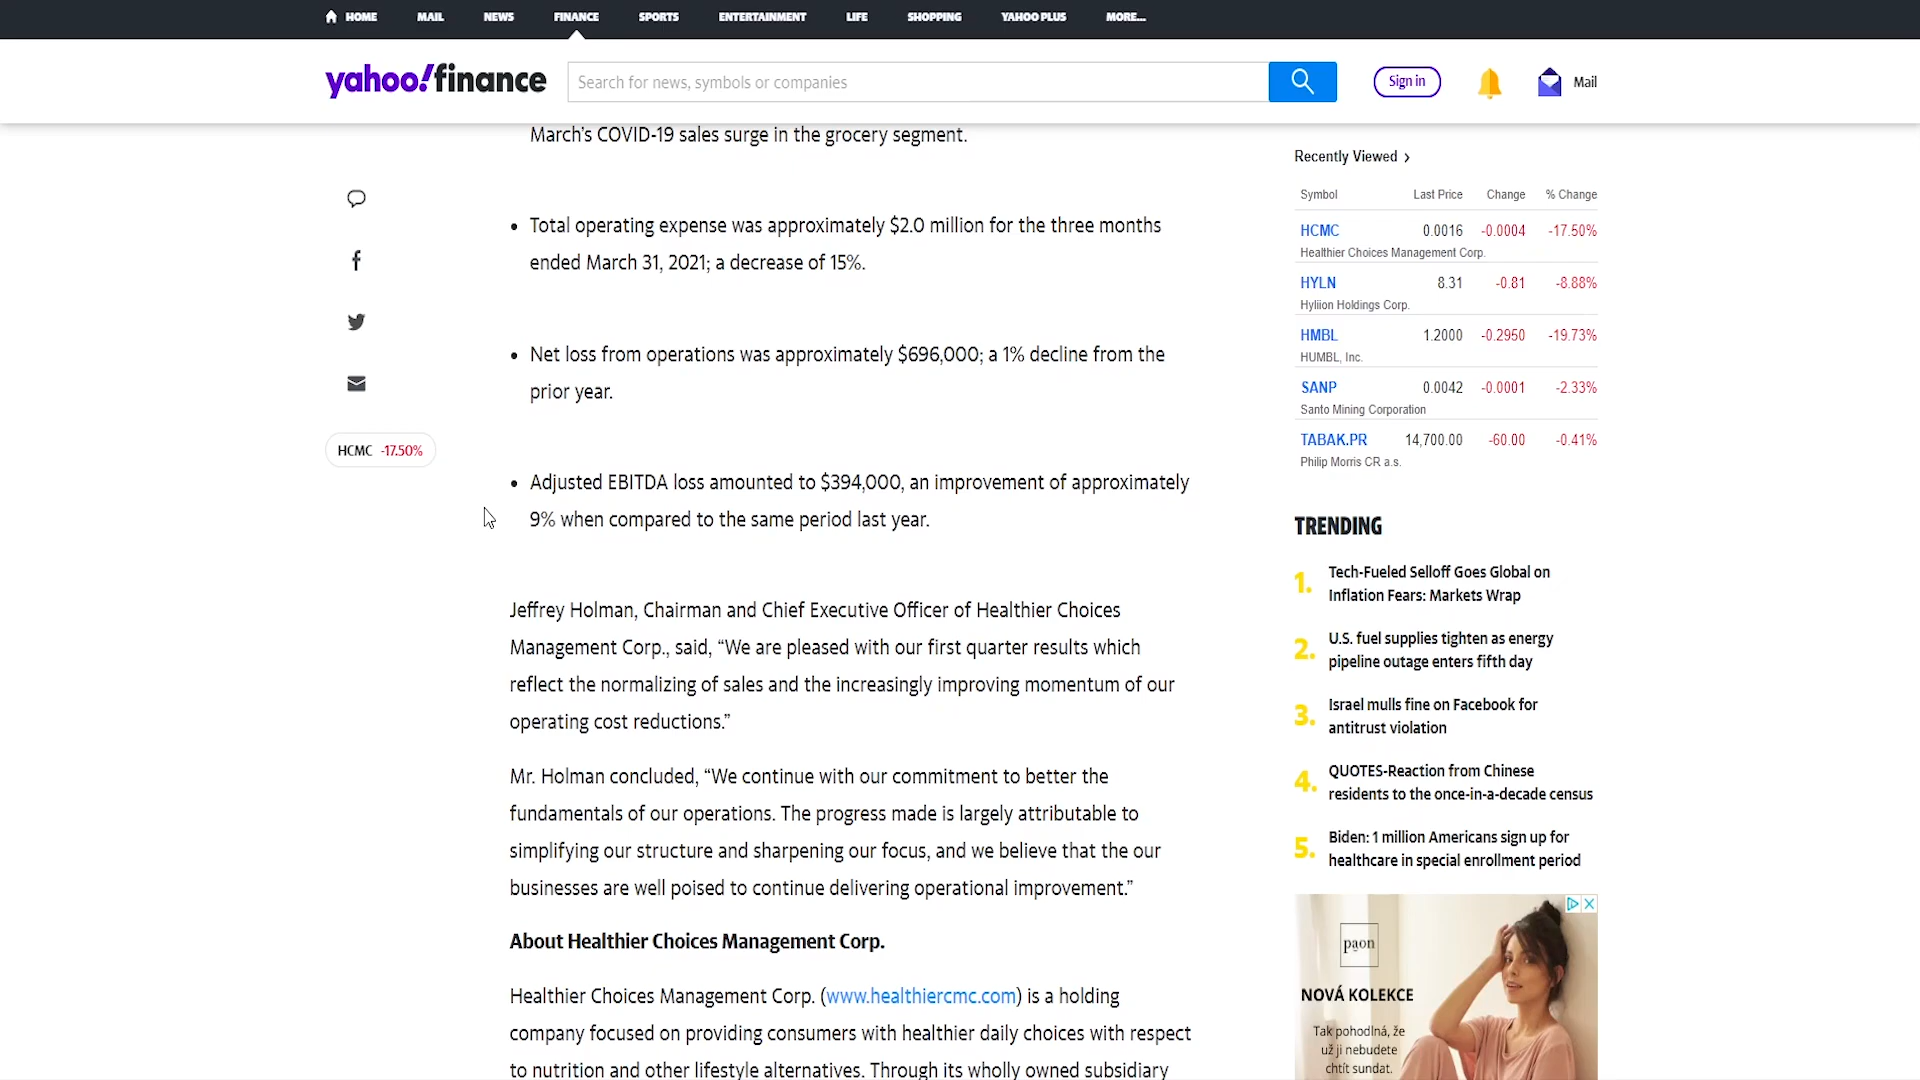 HOME MAIL NEWS FINANCE SPORTS ENTERTAINMENT LIFE SHOPPING YAHOO PLUS MORE...
yahoo!finance
Search for news, symbols or companies
Sign in
Mail
March's COVID-19 sales surge in the grocery segment.
• Total operating expense was approximately $2.0 million for the three months
ended March 31, 2021; a decrease of 15%.
• Net loss from operations was approximately $696,000; a 1% decline from the
prior year.
HCMC -17.50%
• Adjusted EBITDA loss amounted to $394,000, an improvement of approximately
9% when compared to the same period last year.
Jeffrey Holman, Chairman and Chief Executive Officer of Healthier Choices
Management Corp., said, “We are pleased with our first quarter results which
reflect the normalizing of sales and the increasingly improving momentum of our
operating cost reductions.”
Mr. Holman concluded, “We continue with our commitment to better the
fundamentals of our operations. The progress made is largely attributable to
simplifying our structure and sharpening our focus, and we believe that the our
businesses are well poised to continue delivering operational improvement.”
About Healthier Choices Management Corp.
Healthier Choices Management Corp. (www.healthiercmc.com) is a holding
company focused on providing consumers with healthier daily choices with respect
to nutrition and other lifestyle alternatives. Through its wholly owned subsidiary
Recently Viewed
Symbol Last Price Change % Change
HCMC 0.0016 -0.0004 -17.50%
Healthier Choices Management Corp.
HYLN 8.31 -0.81 -8.88%
Hyliion Holdings Corp.
HMBL 1.2000 -0.2950 -19.73%
HUMBL, Inc.
SANP 0.0042 -0.0001 -2.33%
Santo Mining Corporation
TABAK.PR 14,700.00 -60.00 -0.41%
Philip Morris CR a.s.
TRENDING
1. Tech-Fueled Selloff Goes Global on
Inflation Fears: Markets Wrap
2. U.S. fuel supplies tighten as energy
pipeline outage enters fifth day
3. Israel mulls fine on Facebook for
antitrust violation
4. QUOTES-Reaction from Chinese
residents to the once-in-a-decade census
5. Biden: 1 million Americans sign up for
healthcare in special enrollment period
paon
NOVÁ KOLEKCE
Tak pohodlná, že
už ji nebudete
chtít sundat.